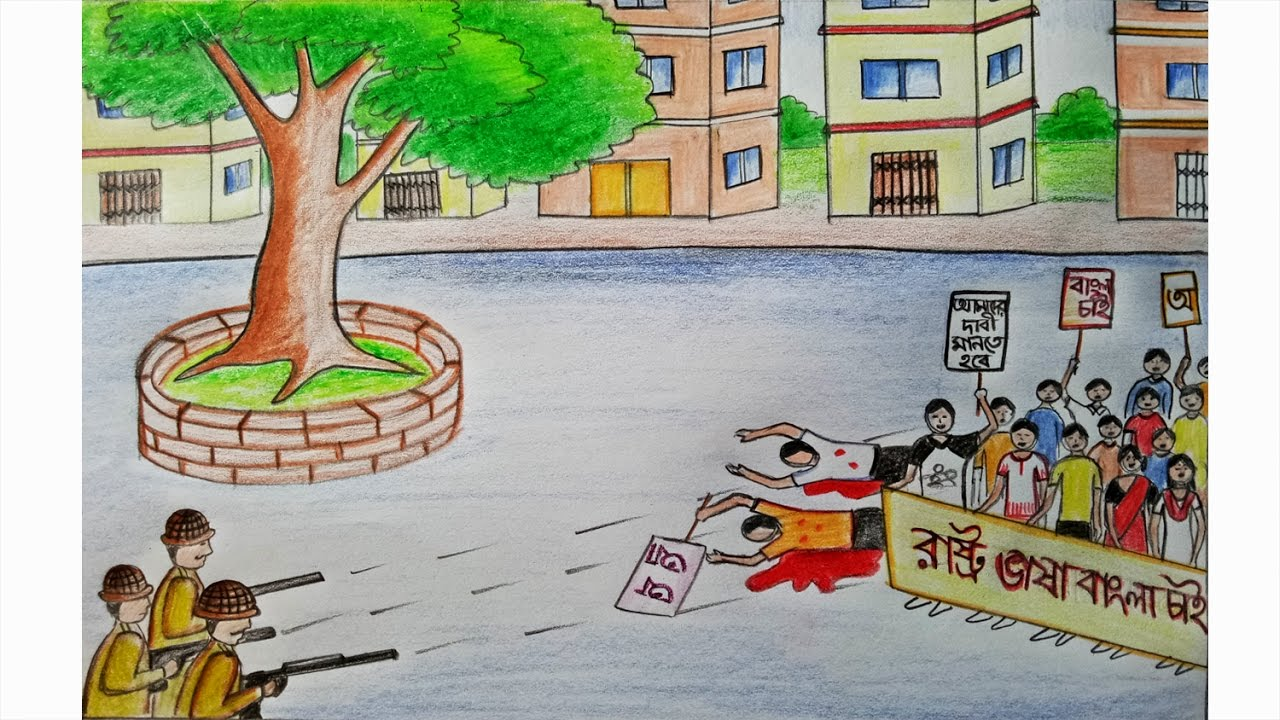 আমাদের
দাবী
মানতে
হবে
বাংলা
চাই
অ
রাষ্ট্র ভাষা বাংলা চাই